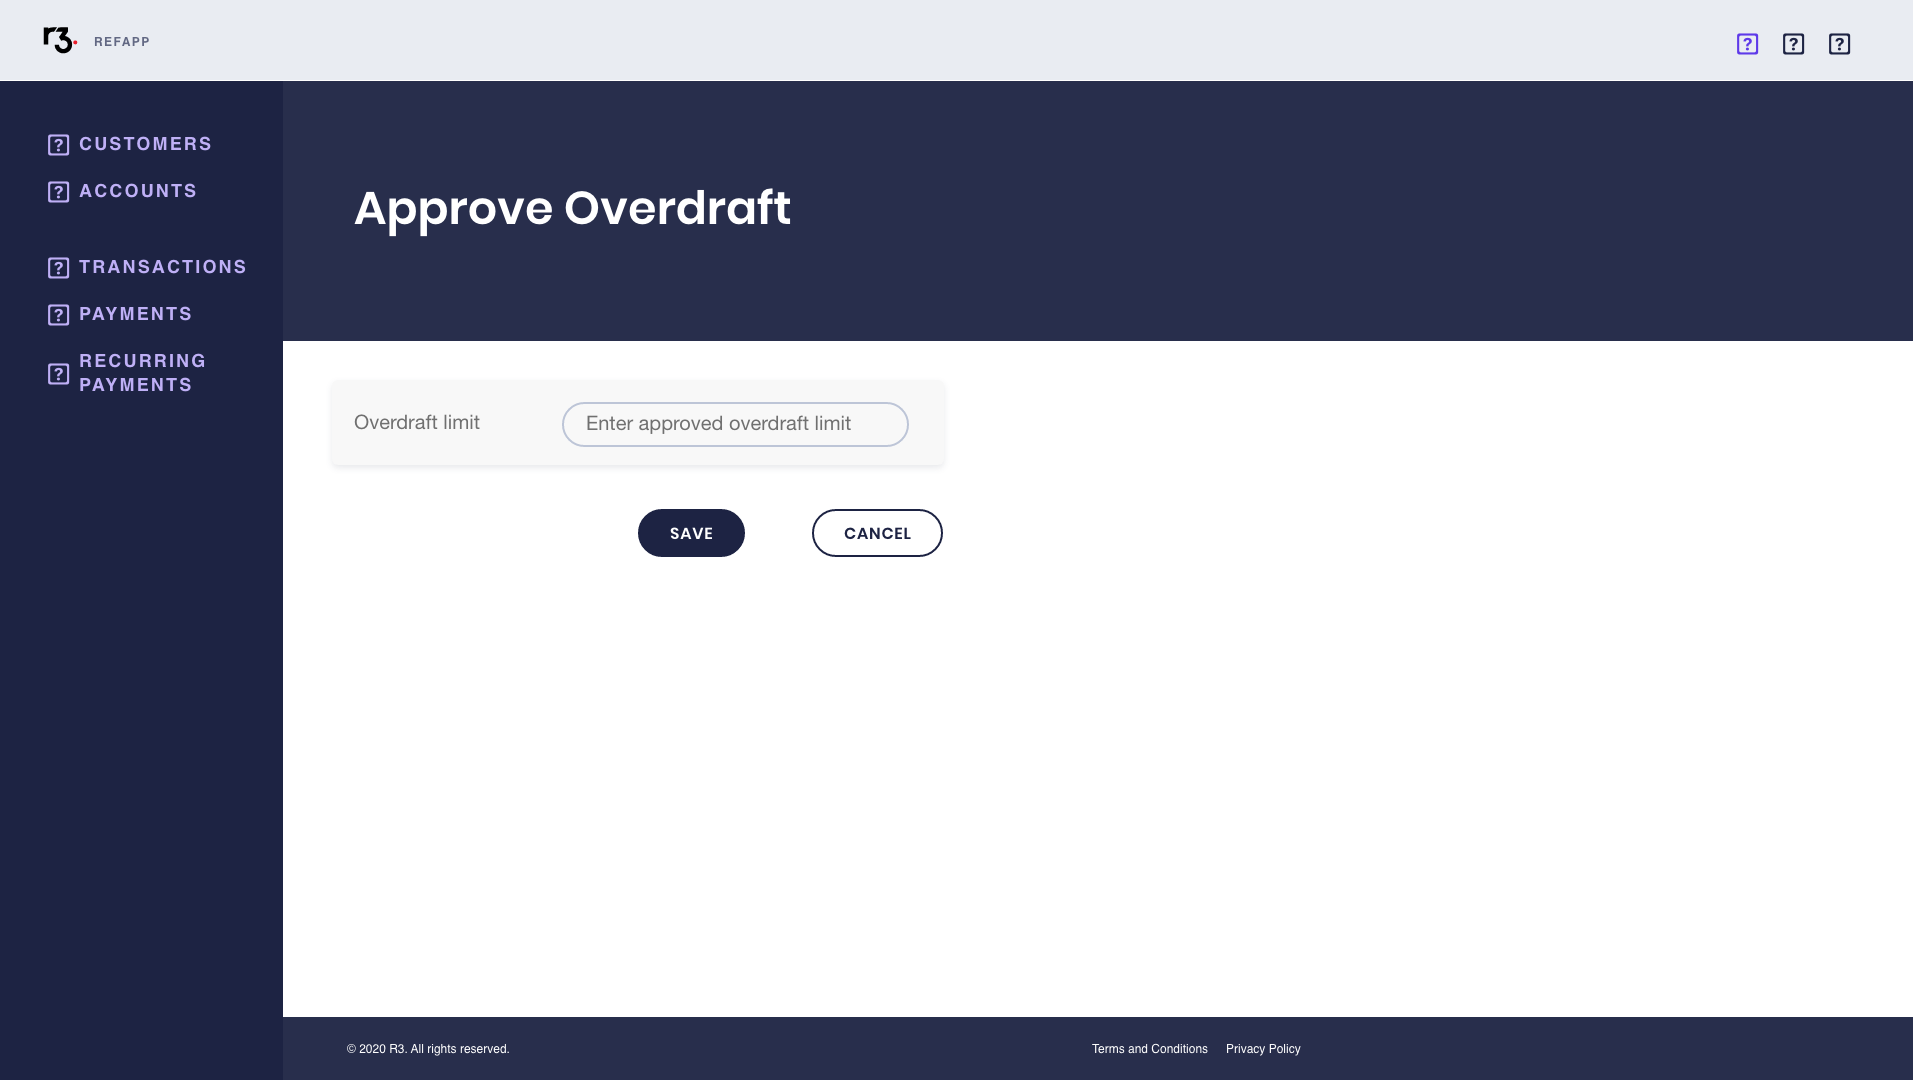 r3.
REFAPP
CUSTOMERS
ACCOUNTS
TRANSACTIONS
PAYMENTS
RECURRING
PAYMENTS
Approve Overdraft
Overdraft limit
Enter approved overdraft limit
SAVE
CANCEL
© 2020 R3. All rights reserved.
Terms and Conditions
Privacy Policy